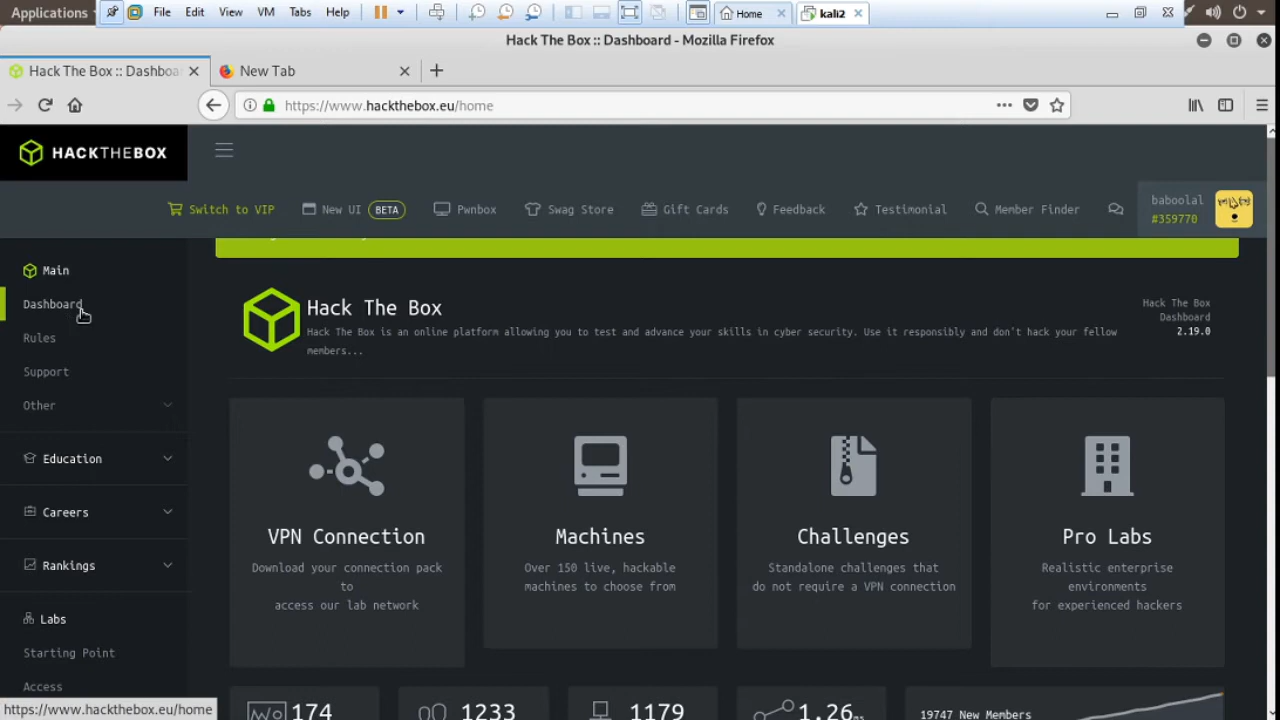 Applications File Edit View VM Tabs Help Home kali2
Hack The Box :: Dashboard - Mozilla Firefox
Hack The Box :: Dashboa New Tab
https://www.hackthebox.eu/home
HACKTHEBOX
Switch to VIP New UI BETA Pwnbox Swag Store Gift Cards Feedback Testimonial Member Finder baboolal
#359770
Main
Dashboard
Rules
Support
Other
Education
Careers
Rankings
Labs
Starting Point
Access
Hack The Box
Hack The Box is an online platform allowing you to test and advance your skills in cyber security. Use it responsibly and don't hack your fellow
members...
Hack The Box
Dashboard
2.19.0
VPN Connection
Download your connection pack
to
access our lab network
Machines
Over 150 live, hackable
machines to choose from
Challenges
Standalone challenges that
do not require a VPN connection
Pro Labs
Realistic enterprise
environments
for experienced hackers
174 1233 1179 1.26ms 19747 New Members
https://www.hackthebox.eu/home